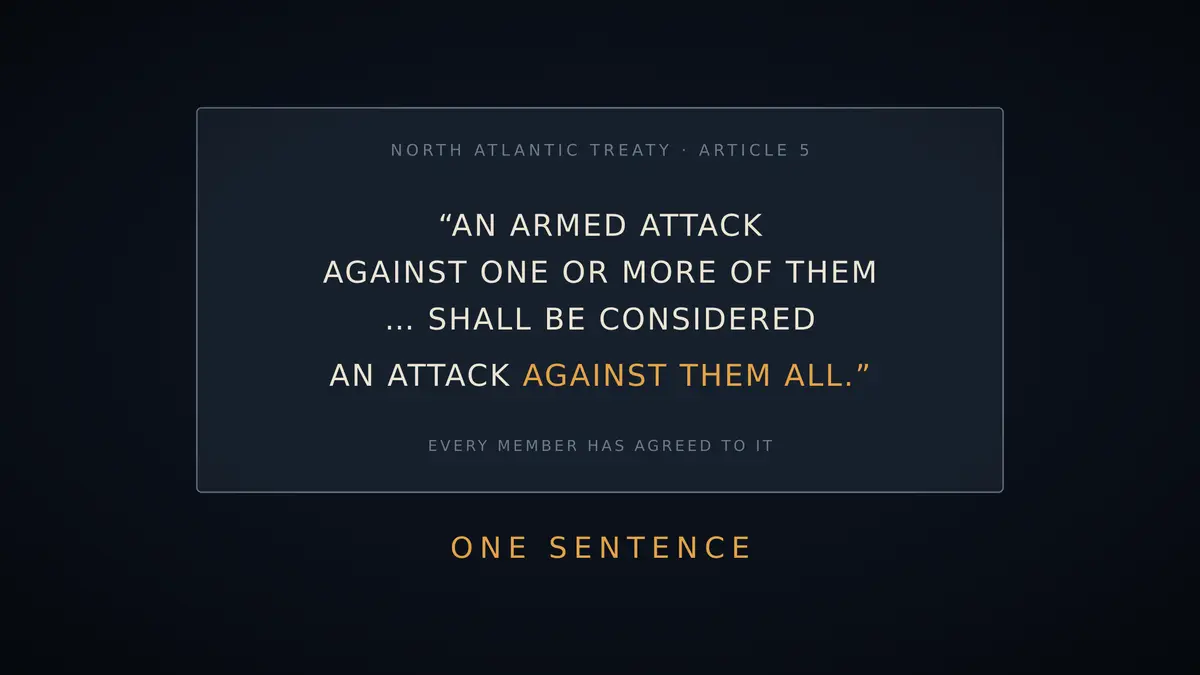 NORTH ATLANTIC TREATY · ARTICLE 5
“AN ARMED ATTACK
AGAINST ONE OR MORE OF THEM
... SHALL BE CONSIDERED
AN ATTACK AGAINST THEM ALL.”
EVERY MEMBER HAS AGREED TO IT
ONE SENTENCE